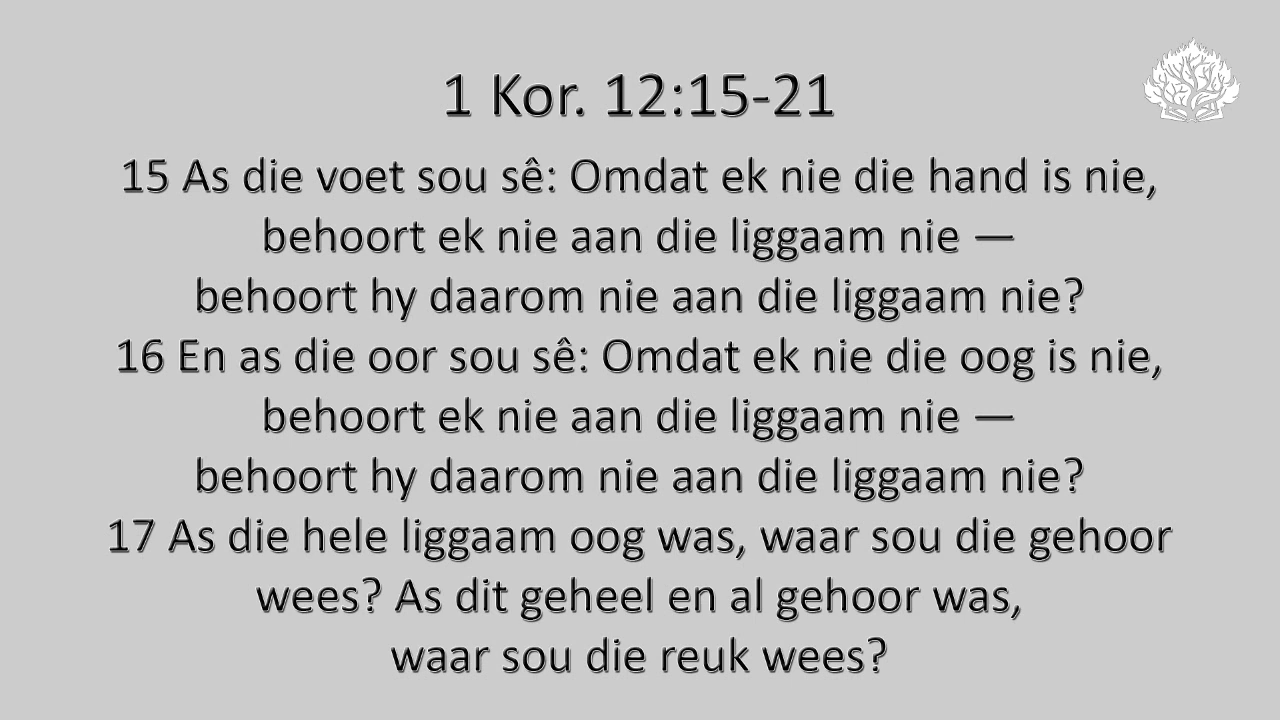 1 Kor. 12:15-21
15 As die voet sou sê: Omdat ek nie die hand is nie,
behoort ek nie aan die liggaam nie —
behoort hy daarom nie aan die liggaam nie?
16 En as die oor sou sê: Omdat ek nie die oog is nie,
behoort ek nie aan die liggaam nie —
behoort hy daarom nie aan die liggaam nie?
17 As die hele liggaam oog was, waar sou die gehoor
wees? As dit geheel en al gehoor was,
waar sou die reuk wees?